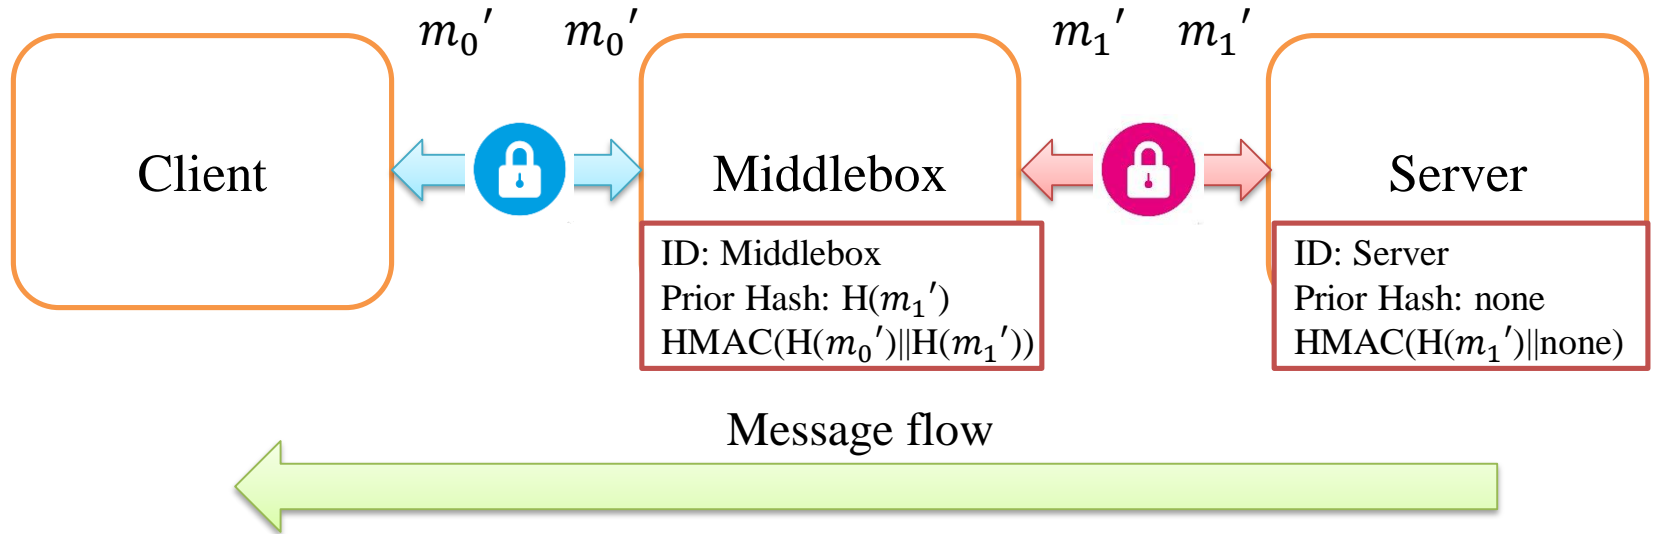 m₀′ m₀′ m₁′ m₁′
Client
Middlebox
Server
ID: Middlebox
Prior Hash: H(m₁′)
HMAC(H(m₀′)||H(m₁′))
ID: Server
Prior Hash: none
HMAC(H(m₁′)||none)
Message flow